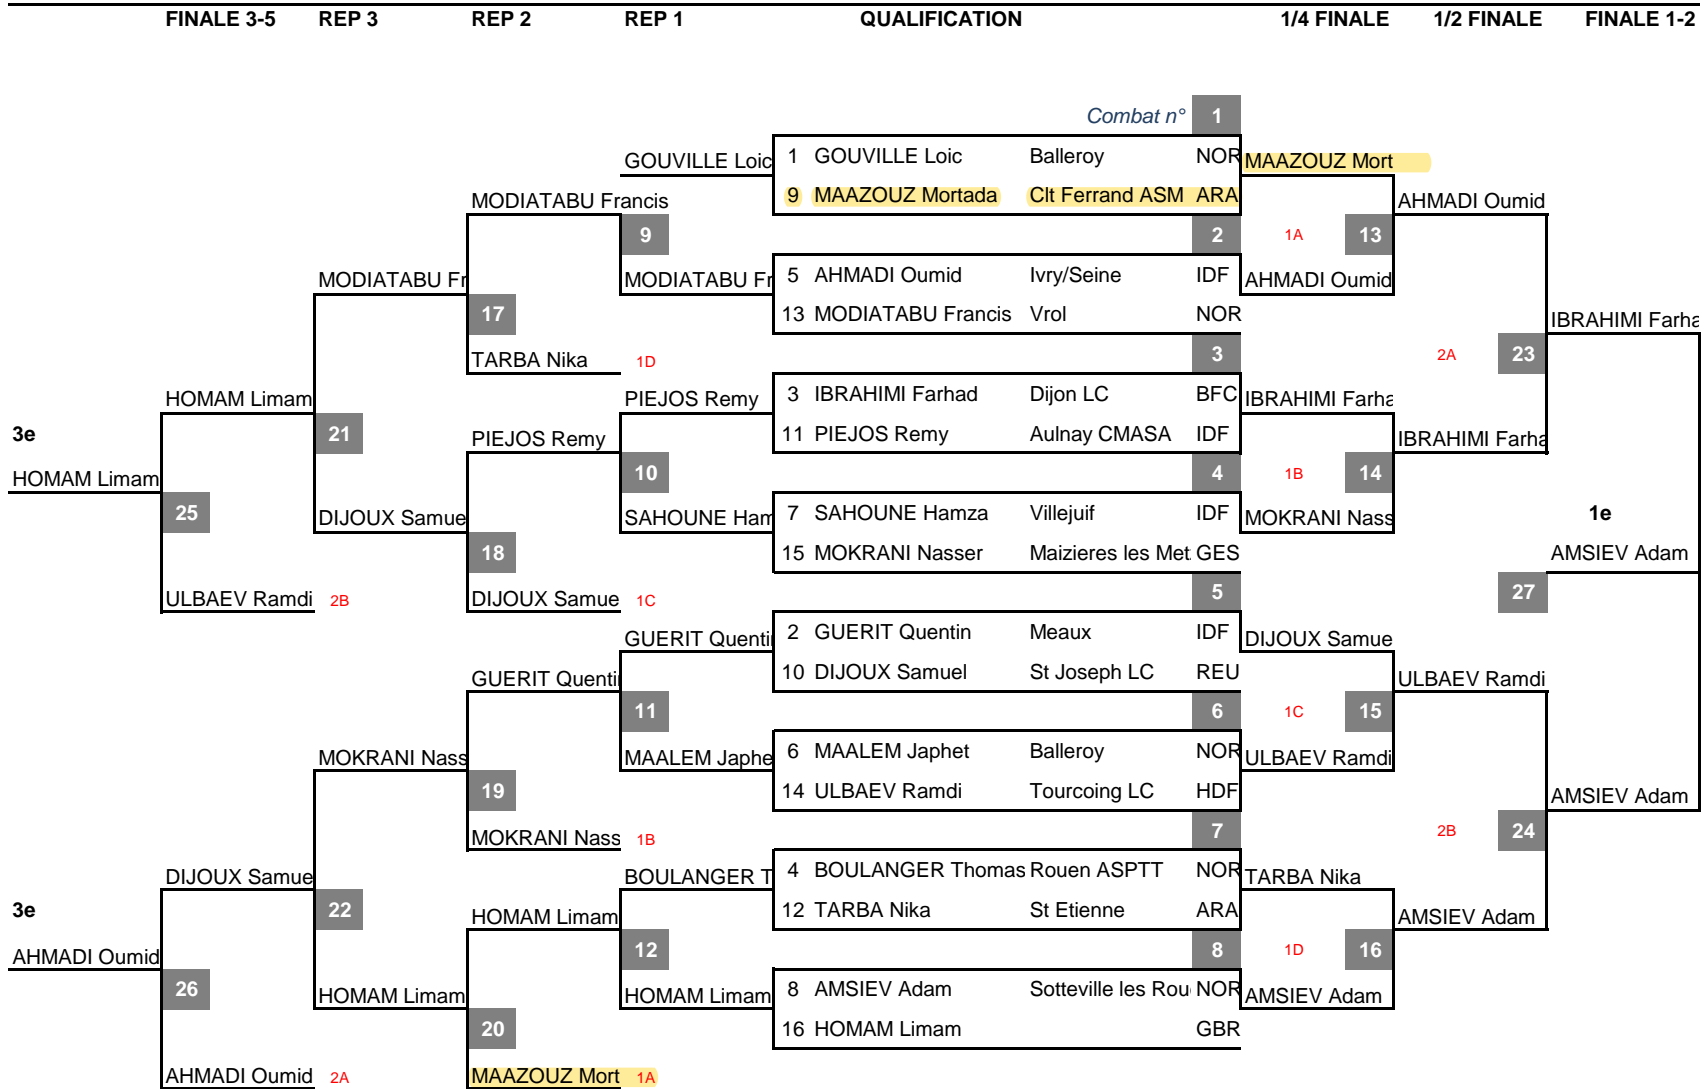 FINALE 3-5 REP 3 REP 2 REP 1 QUALIFICATION 1/4 FINALE 1/2 FINALE FINALE 1-2
Combat n° 1
GOUVILLE Loic 1 GOUVILLE Loic Balleroy NOR MAAZOUZ Mort
MODIATABU Francis 9 MAAZOUZ Mortada Clt Ferrand ASM ARA AHMADI Oumid
9 2 1A 13
MODIATABU Fr MODIATABU Fr 5 AHMADI Oumid Ivry/Seine IDF AHMADI Oumid
17 13 MODIATABU Francis Vrol NOR IBRAHIMI Farha
TARBA Nika 1D 3 2A 23
HOMAM Limam PIEJOS Remy 3 IBRAHIMI Farhad Dijon LC BFC IBRAHIMI Farha
3e 21 PIEJOS Remy 11 PIEJOS Remy Aulnay CMASA IDF IBRAHIMI Farha
HOMAM Limam 10 4 1B 14
25 DIJOUX Samue SAHOUNE Ham 7 SAHOUNE Hamza Villejuif IDF MOKRANI Nass 1e
18 15 MOKRANI Nasser Maizieres les Met GES AMSIEV Adam
ULBAEV Ramdi 2B DIJOUX Samue 1C 5 27
GUERIT Quenti 2 GUERIT Quentin Meaux IDF DIJOUX Samue
GUERIT Quenti 10 DIJOUX Samuel St Joseph LC REU ULBAEV Ramdi
11 6 1C 15
MOKRANI Nass MAALEM Japhe 6 MAALEM Japhet Balleroy NOR ULBAEV Ramdi
19 14 ULBAEV Ramdi Tourcoing LC HDF AMSIEV Adam
MOKRANI Nass 1B 7 2B 24
DIJOUX Samue BOULANGER T 4 BOULANGER Thomas Rouen ASPTT NOR TARBA Nika
3e 22 HOMAM Limam 12 TARBA Nika St Etienne ARA AMSIEV Adam
AHMADI Oumid 12 8 1D 16
26 HOMAM Limam HOMAM Limam 8 AMSIEV Adam Sotteville les Rou NOR AMSIEV Adam
20 16 HOMAM Limam GBR
AHMADI Oumid 2A MAAZOUZ Mort 1A